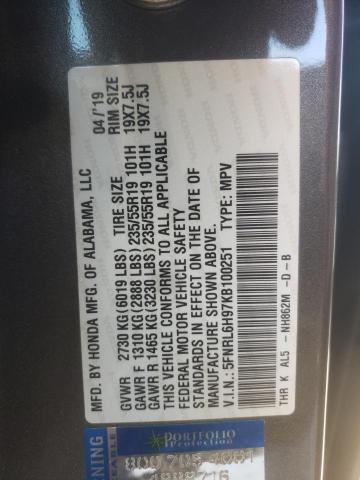 MFD. BY HONDA MFG. OF ALABAMA, LLC 04/'19
GVWR 2730 KG(6019 LBS) TIRE SIZE RIM SIZE
GAWR F 1310 KG(2888 LBS)235/55R19 101H 19X7.5J
GAWR R 1465 KG(3230 LBS)235/55R19 101H 19X7.5J
THIS VEHICLE CONFORMS TO ALL APPLICABLE
FEDERAL MOTOR VEHICLE SAFETY
STANDARDS IN EFFECT ON THE DATE OF
MANUFACTURE SHOWN ABOVE.
V.I.N.: 5FNRL6H97KB100251 TYPE: MPV
THR K AL5 -NH862M -D-B
PORTFOLIO
Protection